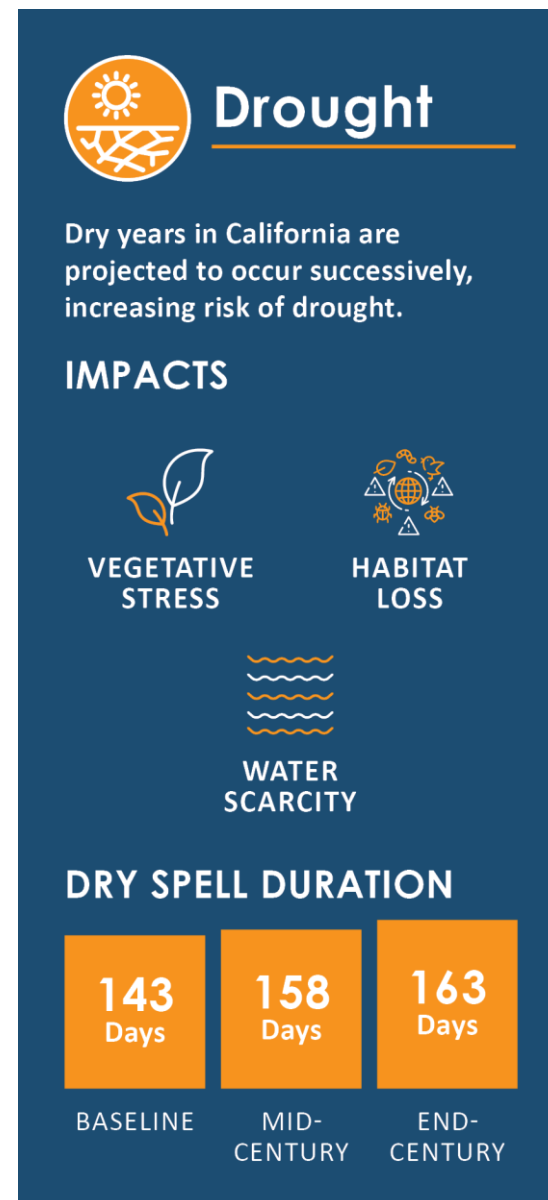 Drought
Dry years in California are
projected to occur successively,
increasing risk of drought.
IMPACTS
VEGETATIVE
STRESS
HABITAT
LOSS
WATER
SCARCITY
DRY SPELL DURATION
143
Days
BASELINE
158
Days
MID-
CENTURY
163
Days
END-
CENTURY